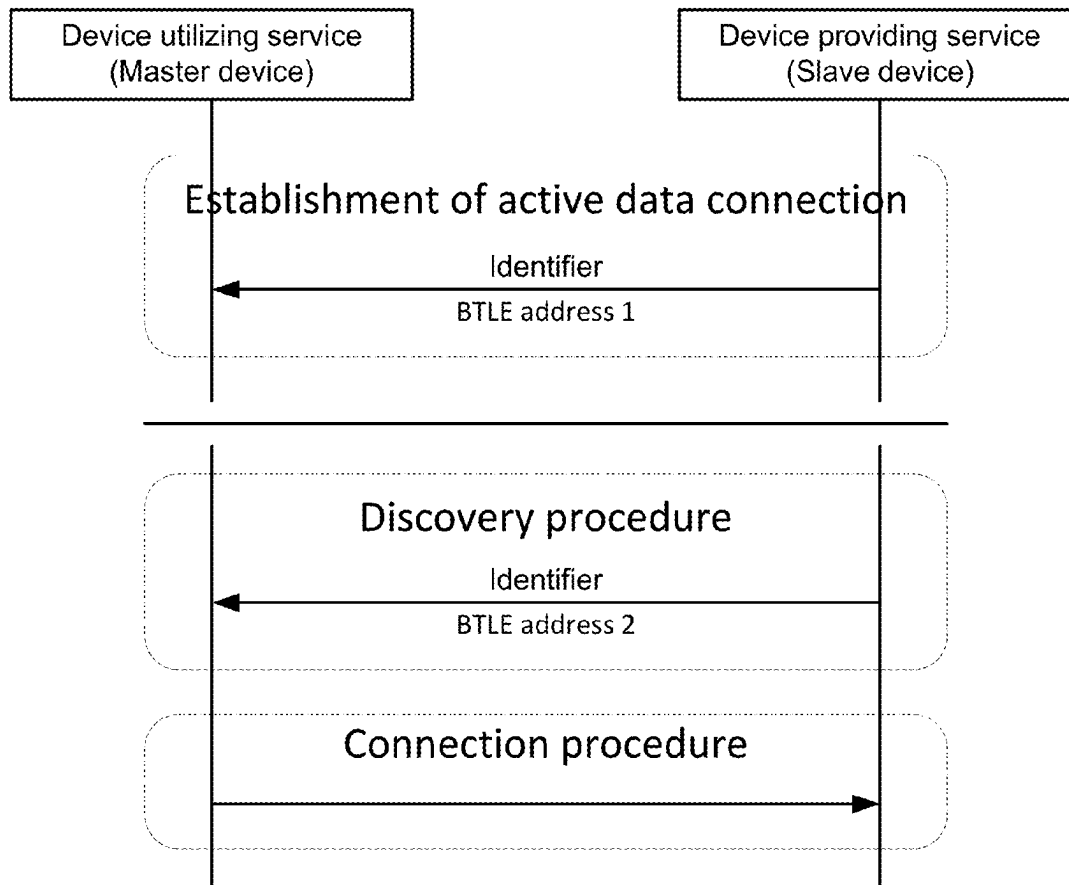 Device utilizing service
(Master device)
Device providing service
(Slave device)
Establishment of active data connection
Identifier
BTLE address 1
Discovery procedure
Identifier
BTLE address 2
Connection procedure